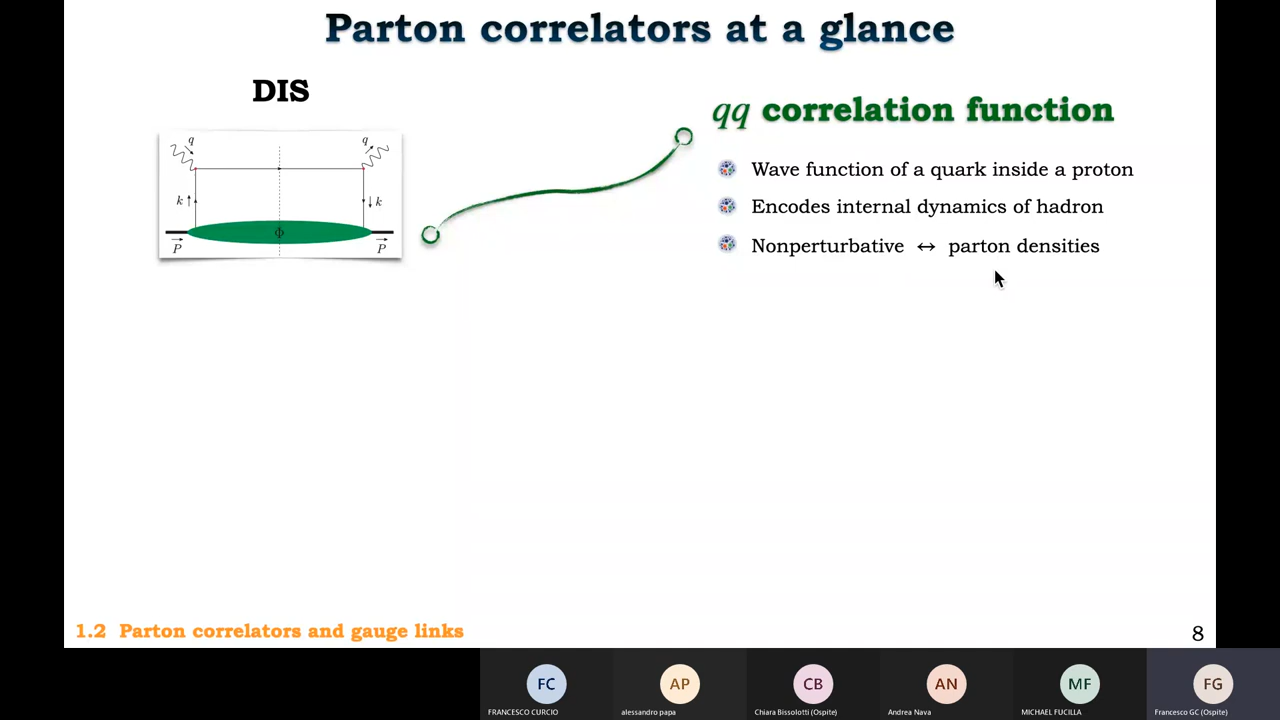 Parton correlators at a glance
DIS
qq correlation function
q
q
k
k
Φ
P
P
Wave function of a quark inside a proton
Encodes internal dynamics of hadron
Nonperturbative ↔ parton densities
1.2 Parton correlators and gauge links
8
FC
AP
CB
AN
MF
FG
FRANCESCO CURCIO
alessandro papa
Chiara Bissolotti (Ospite)
Andrea Nava
MICHAEL FUCILLA
Francesco GC (Ospite)